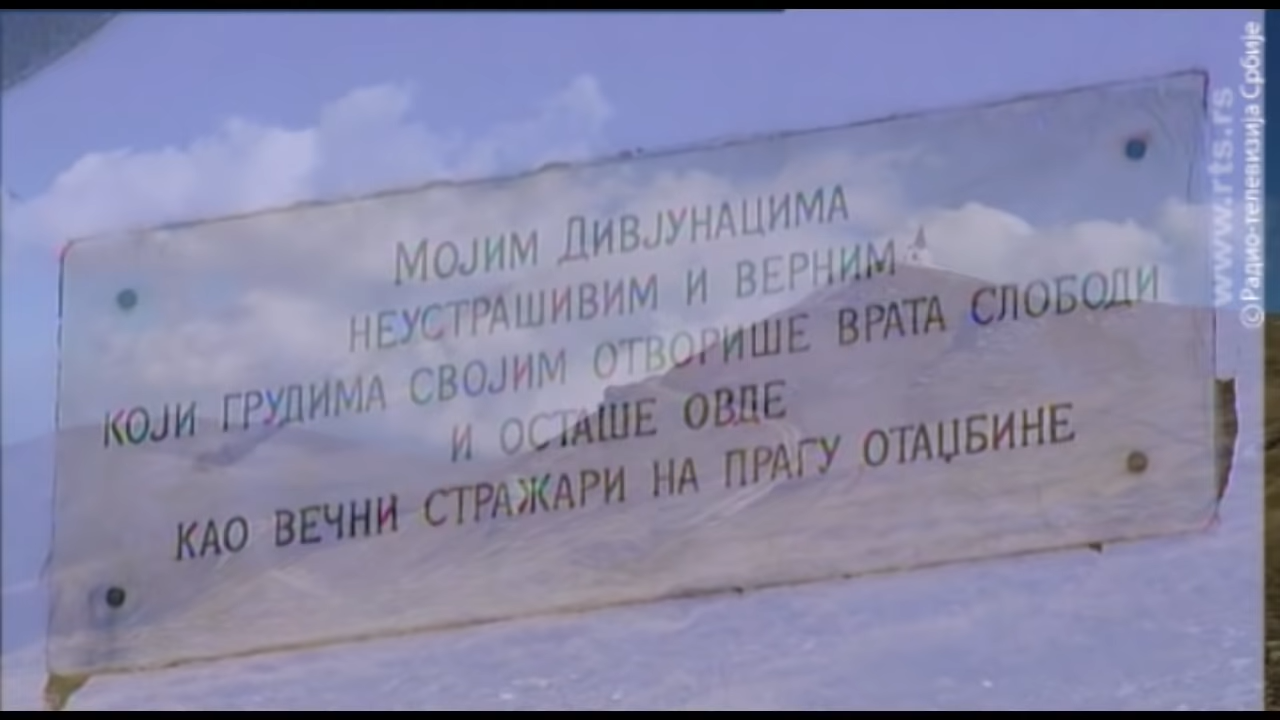 Мојим Дивјунацима
неустрашивим и верним
који грудима својим отворише врата слободи
и осташе овде
као вечни стражари на прагу отаџбине
www.rts.rs
© Радио-телевизија Србије